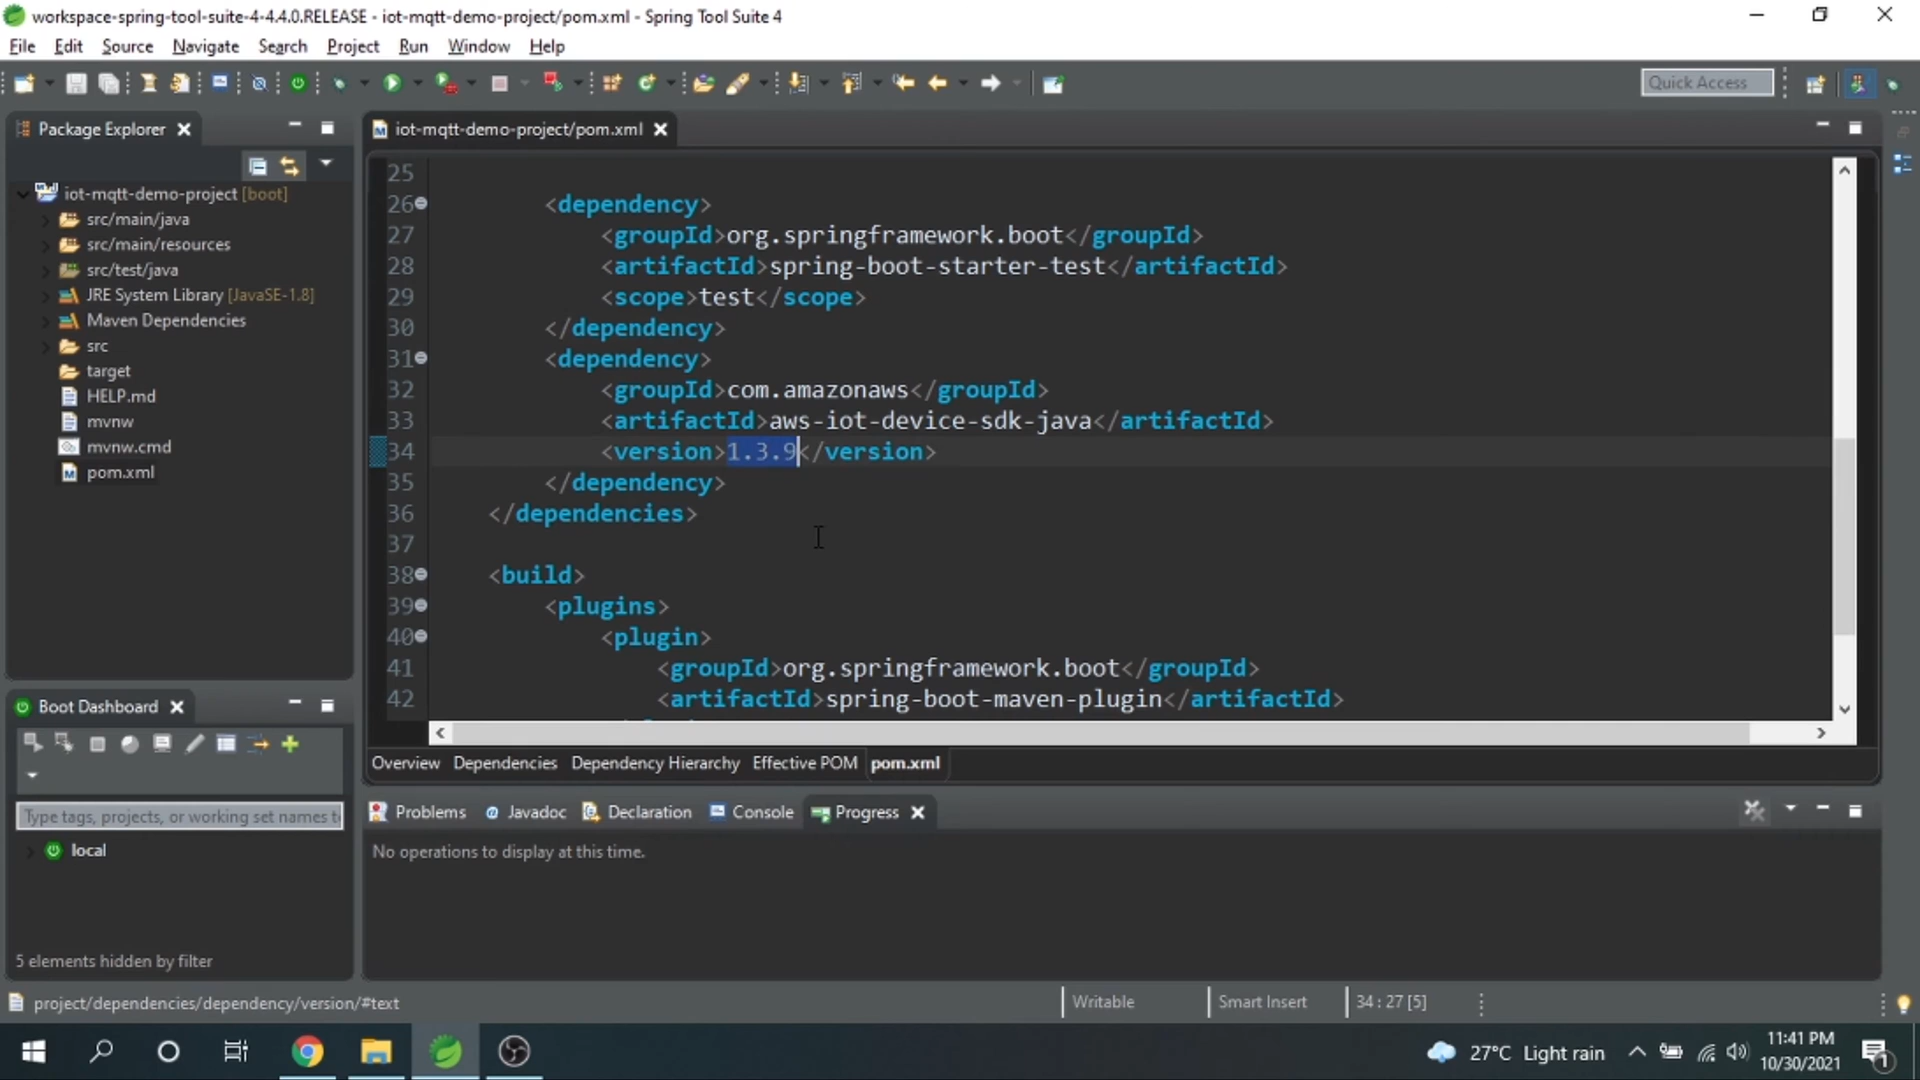 workspace-spring-tool-suite-4-4.4.0.RELEASE - iot-mqtt-demo-project/pom.xml - Spring Tool Suite 4
File Edit Source Navigate Search Project Run Window Help
Quick Access
Package Explorer
iot-mqtt-demo-project [boot]
src/main/java
src/main/resources
src/test/java
JRE System Library [JavaSE-1.8]
Maven Dependencies
src
target
HELP.md
mvnw
mvnw.cmd
pom.xml
iot-mqtt-demo-project/pom.xml
25
26 <dependency>
27 <groupId>org.springframework.boot</groupId>
28 <artifactId>spring-boot-starter-test</artifactId>
29 <scope>test</scope>
30 </dependency>
31 <dependency>
32 <groupId>com.amazonaws</groupId>
33 <artifactId>aws-iot-device-sdk-java</artifactId>
34 <version>1.3.9</version>
35 </dependency>
36 </dependencies>
37
38 <build>
39 <plugins>
40 <plugin>
41 <groupId>org.springframework.boot</groupId>
42 <artifactId>spring-boot-maven-plugin</artifactId>
Overview Dependencies Dependency Hierarchy Effective POM pom.xml
Boot Dashboard
Type tags, projects, or working set names t
local
5 elements hidden by filter
Problems Javadoc Declaration Console Progress
No operations to display at this time.
project/dependencies/dependency/version/#text
Writable Smart Insert 34 : 27 [5]
27°C Light rain
11:41 PM
10/30/2021
1